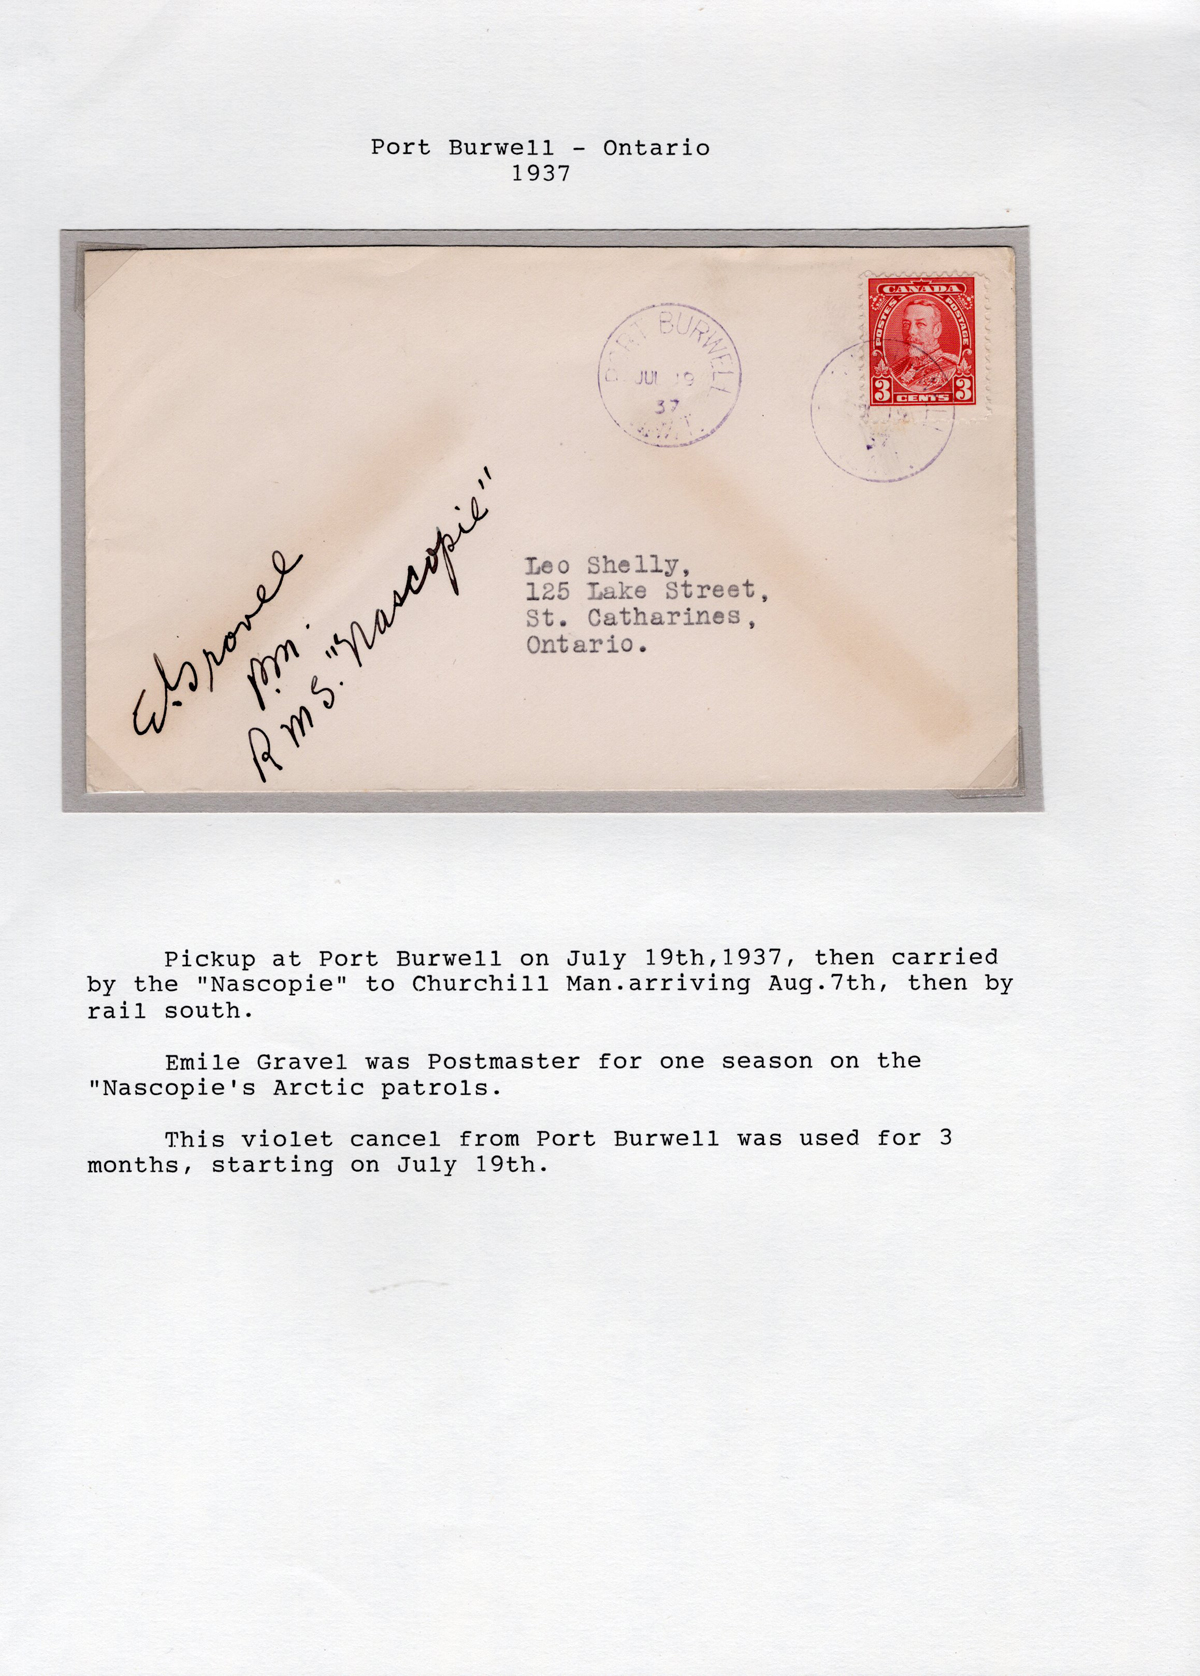 Port Burwell - Ontario
1937
PORT BURWELL
JUL 19
37
N.W.T.
CANADA
POSTES POSTAGE
3 CENTS 3
37
E. Gravel
P.M.
R M S. "Nascopie"
Leo Shelly,
125 Lake Street,
St. Catharines,
Ontario.
Pickup at Port Burwell on July 19th,1937, then carried
by the "Nascopie" to Churchill Man.arriving Aug.7th, then by
rail south.
Emile Gravel was Postmaster for one season on the
"Nascopie's Arctic patrols.
This violet cancel from Port Burwell was used for 3
months, starting on July 19th.